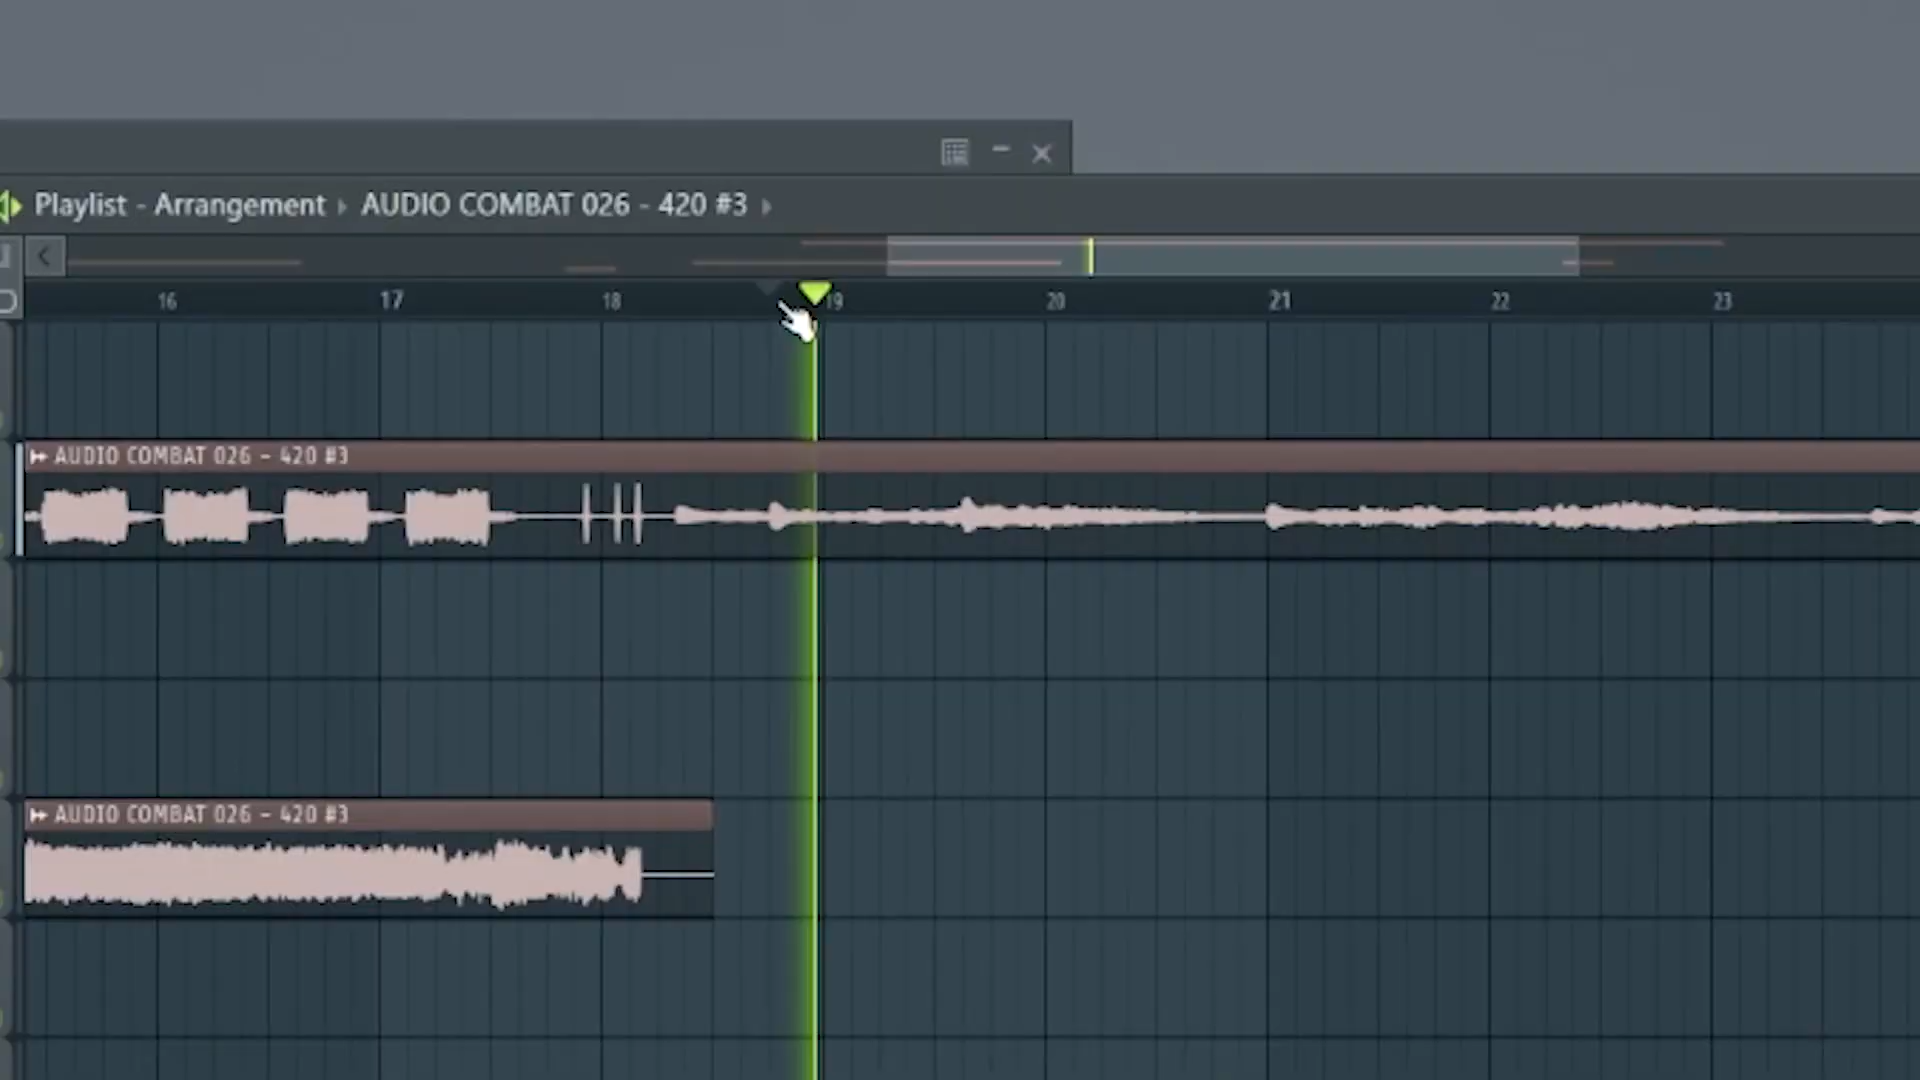 Playlist - Arrangement › AUDIO COMBAT 026 - 420 #3 ›
16 17 18 19 20 21 22 23
AUDIO COMBAT 026 - 420 #3
AUDIO COMBAT 026 - 420 #3